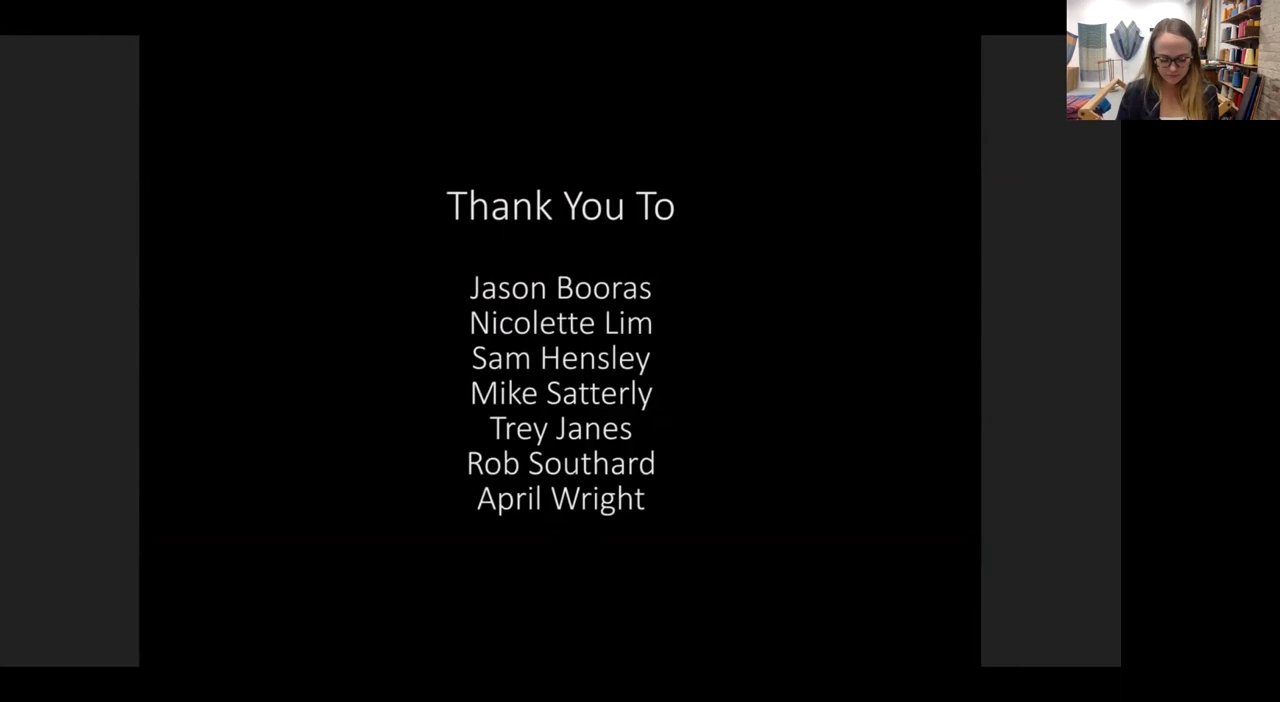 Thank You To
Jason Booras
Nicolette Lim
Sam Hensley
Mike Satterly
Trey Janes
Rob Southard
April Wright